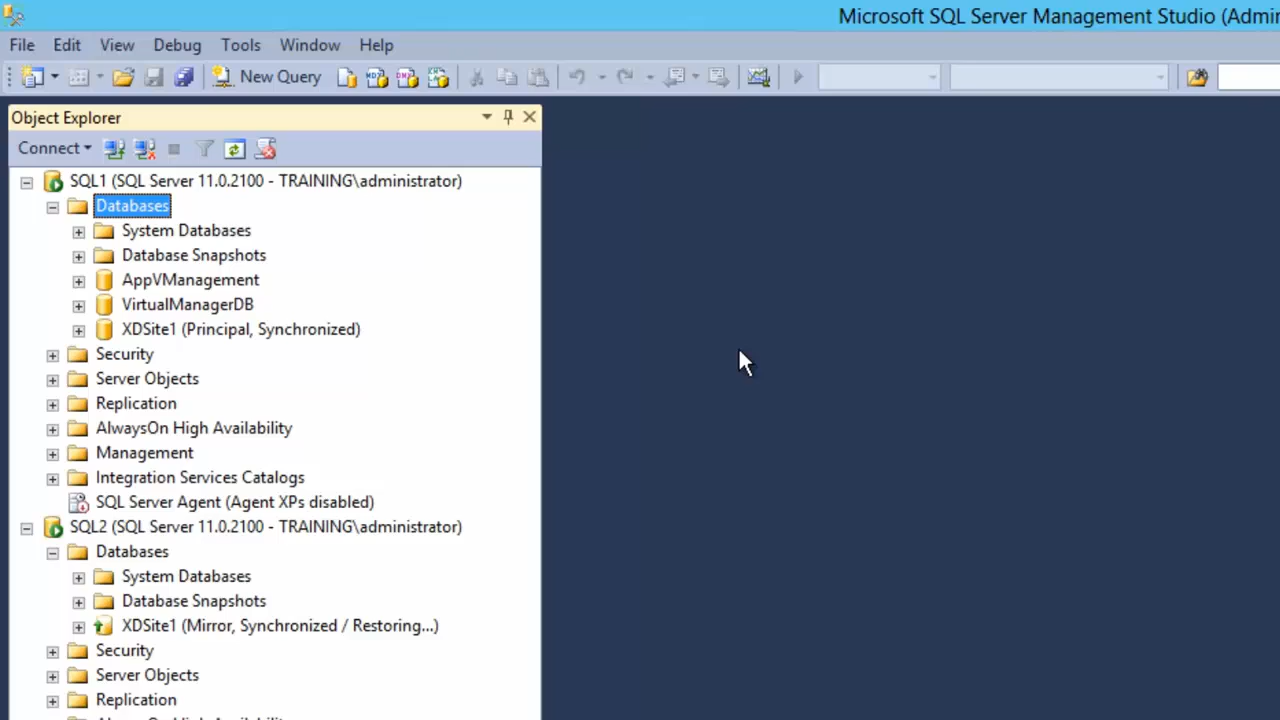 Microsoft SQL Server Management Studio (Admin
File Edit View Debug Tools Window Help
New Query
Object Explorer
Connect
SQL1 (SQL Server 11.0.2100 - TRAINING\administrator)
Databases
System Databases
Database Snapshots
AppVManagement
VirtualManagerDB
XDSite1 (Principal, Synchronized)
Security
Server Objects
Replication
AlwaysOn High Availability
Management
Integration Services Catalogs
SQL Server Agent (Agent XPs disabled)
SQL2 (SQL Server 11.0.2100 - TRAINING\administrator)
Databases
System Databases
Database Snapshots
XDSite1 (Mirror, Synchronized / Restoring...)
Security
Server Objects
Replication